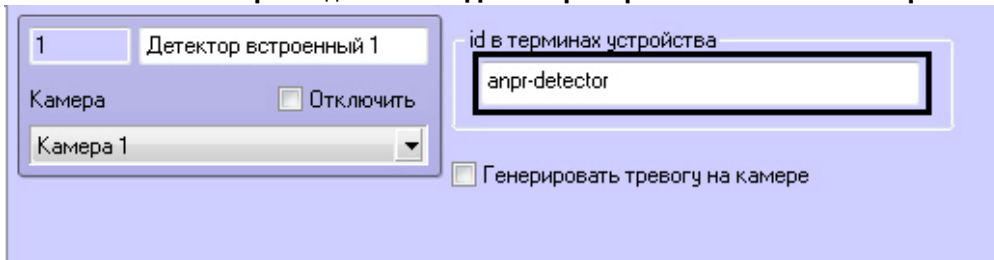 1
Детектор встроенный 1
Камера
Отключить
Камера 1
id в терминах устройства
anpr-detector
Генерировать тревогу на камере